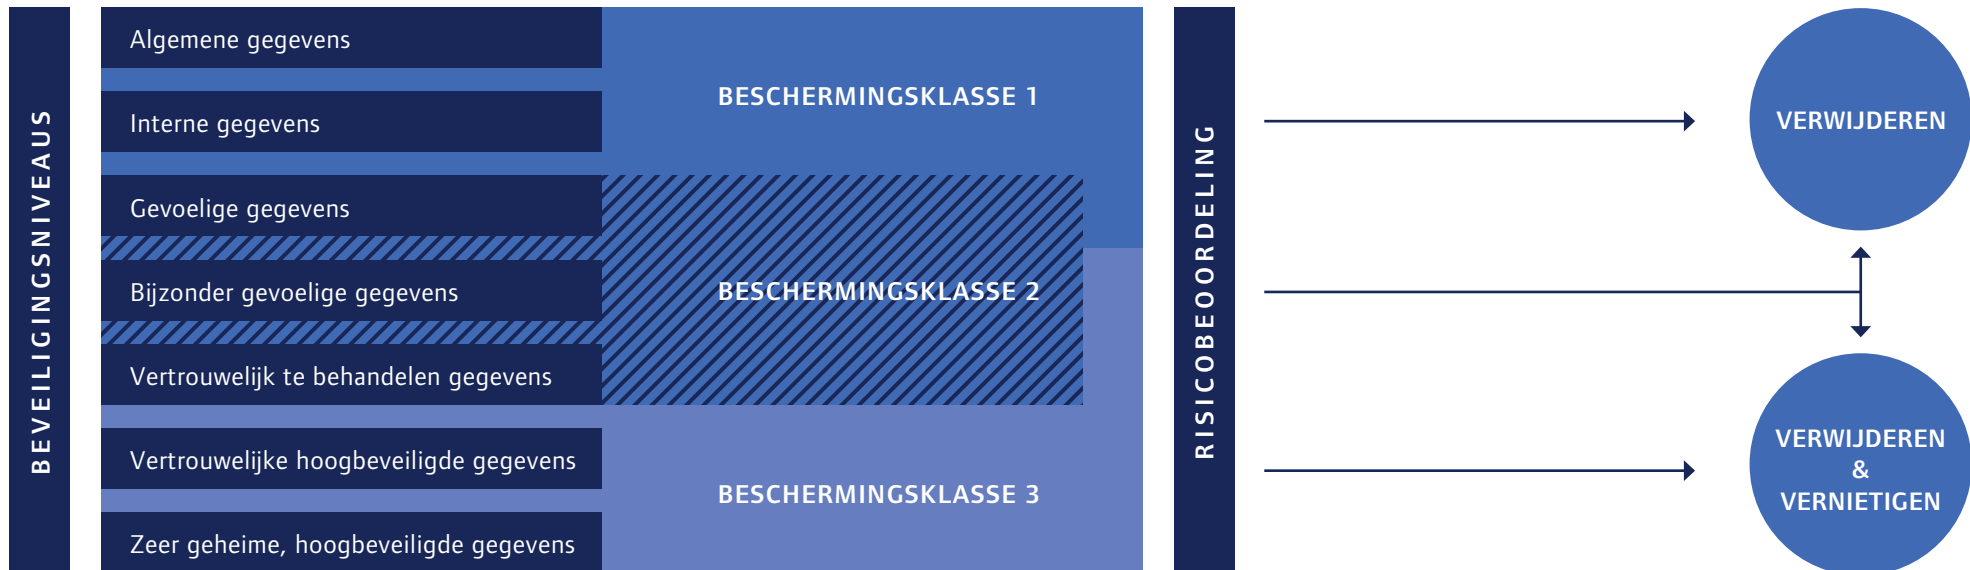 BEVEILIGINGSNIVEAUS
Algemene gegevens
Interne gegevens
Gevoelige gegevens
Bijzonder gevoelige gegevens
Vertrouwelijk te behandelen gegevens
Vertrouwelijke hoogbeveiligde gegevens
Zeer geheime, hoogbeveiligde gegevens
BESCHERMINGSKLASSE 1
BESCHERMINGSKLASSE 2
BESCHERMINGSKLASSE 3
RISICOBEOORDELING
VERWIJDEREN
VERWIJDEREN
&
VERNIETIGEN